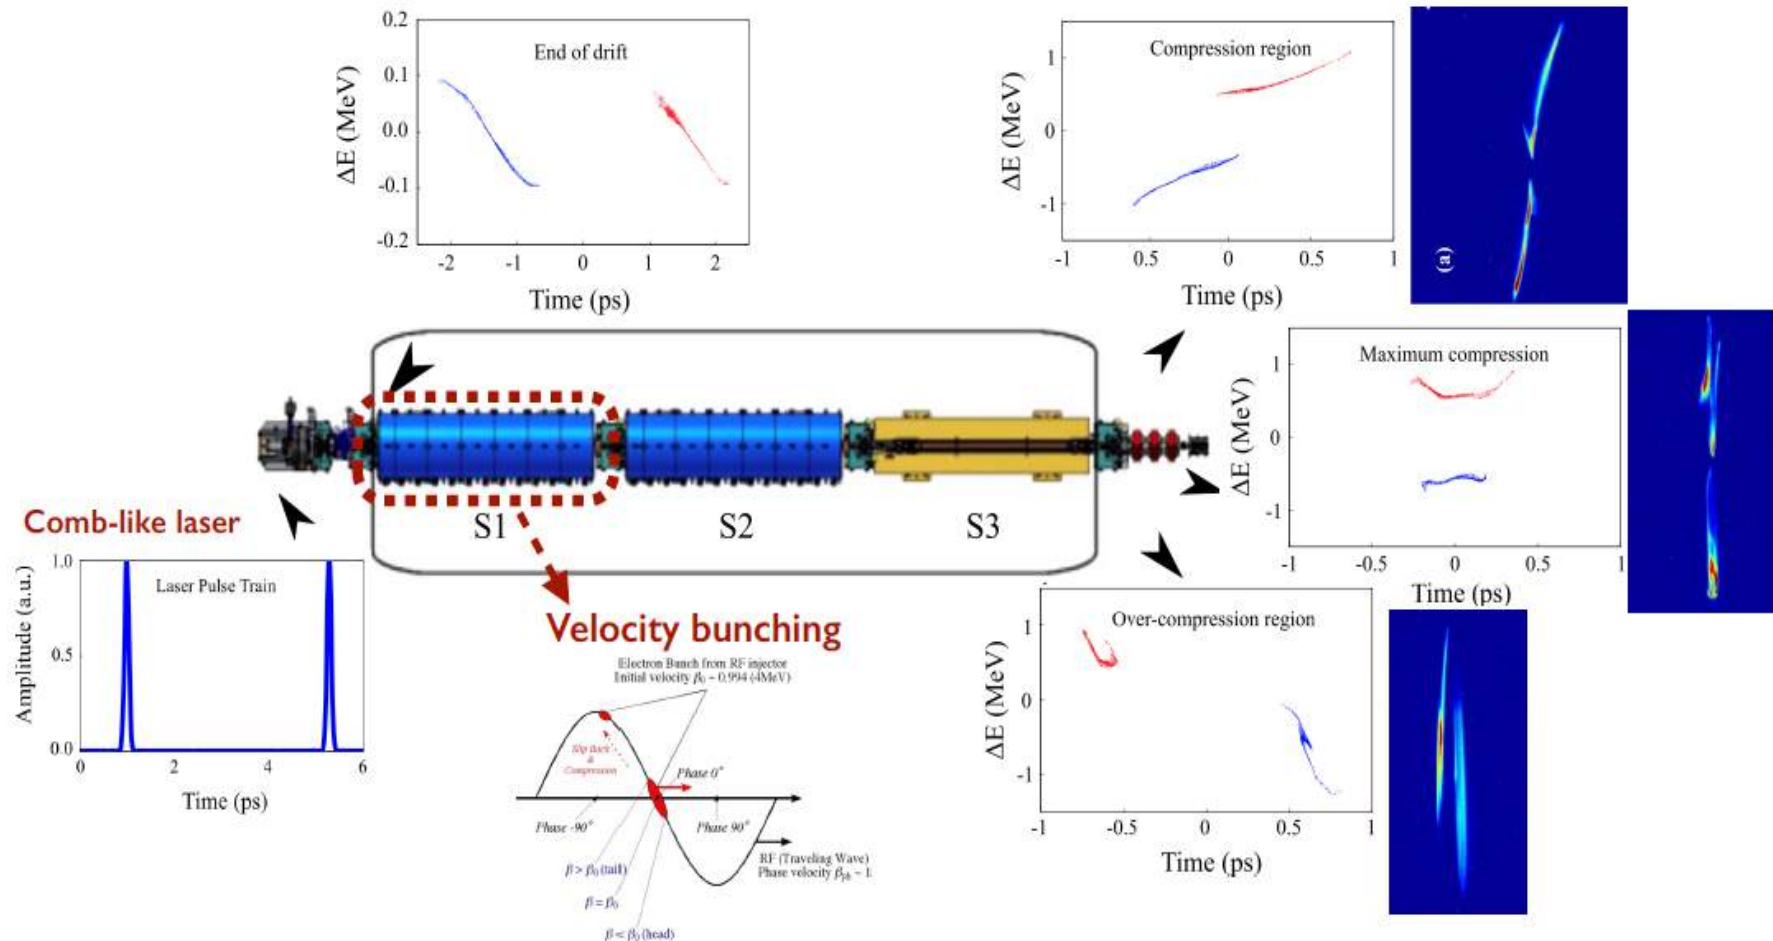 0.2
0.1
0.0
-0.1
-0.2
ΔE (MeV)
End of drift
-2
-1
0
1
2
Time (ps)
1
0
-1
ΔE (MeV)
Compression region
-1
0.5
0
0.5
1
Time (ps)
(a)
1
0
-1
ΔE (MeV)
Maximum compression
-1
-0.5
0
0.5
1
Time (ps)
S1
S2
S3
Comb-like laser
1.0
0.5
0.0
Amplitude (a.u.)
Laser Pulse Train
0
2
4
6
Time (ps)
Velocity bunching
Electron Bunch from RF injector
Initial velocity β₀ ~ 0.994 (4MeV)
Slip Back
&
Compression
Phase 0°
Phase -90°
Phase 90°
RF (Traveling Wave)
Phase velocity βph ~ 1
β > β₀ (tail)
β = β₀
β < β₀ (head)
1
0
-1
ΔE (MeV)
Over-compression region
-1
-0.5
0
0.5
1
Time (ps)